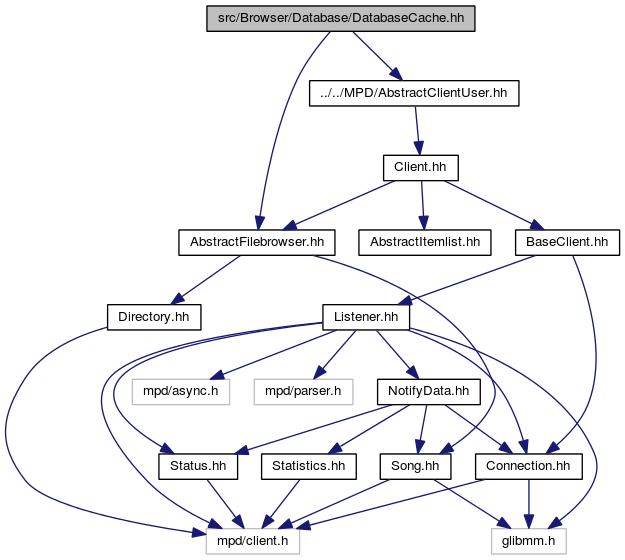 src/Browser/Database/DatabaseCache.hh
../../MPD/AbstractClientUser.hh
Client.hh
AbstractFilebrowser.hh
AbstractItemlist.hh
BaseClient.hh
Directory.hh
Listener.hh
mpd/async.h
mpd/parser.h
NotifyData.hh
Status.hh
Statistics.hh
Song.hh
Connection.hh
mpd/client.h
glibmm.h